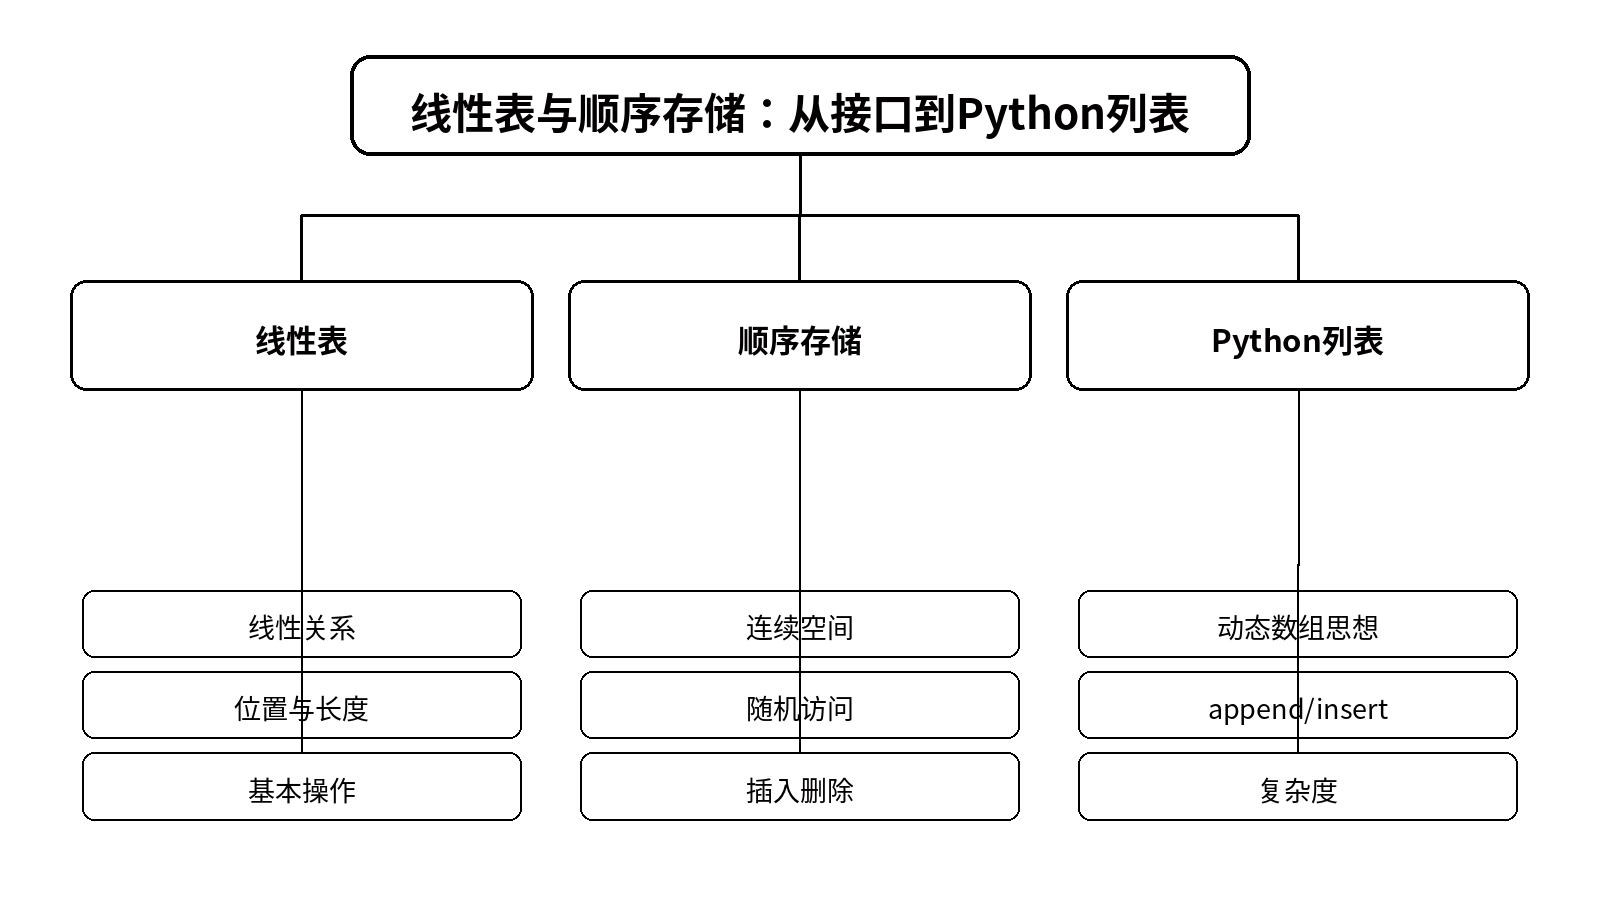 线性表与顺序存储：从接口到Python列表
线性表
顺序存储
Python列表
线性关系
连续空间
动态数组思想
位置与长度
随机访问
append/insert
基本操作
插入删除
复杂度